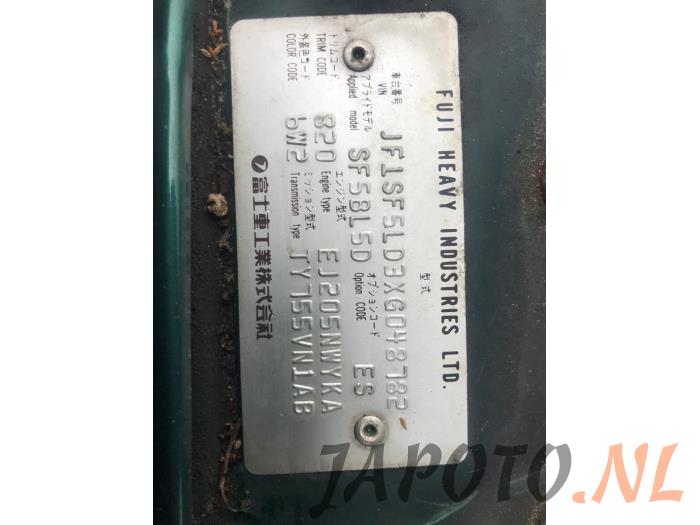 FUJI HEAVY INDUSTRIES LTD.
型式
車台番号
VIN
JF1SF5LD3XG048782
アプライドモデル
Applied model
SF58L5D
オプションコード
Option CODE
ES
トリムコード
TRIM CODE
820
エンジン型式
Engine type
EJ205NWYKA
外装色コード
COLOR CODE
6W2
ミッション型式
Transmission type
TY755VN1AB
富士重工業株式会社
JAPOTO.NL